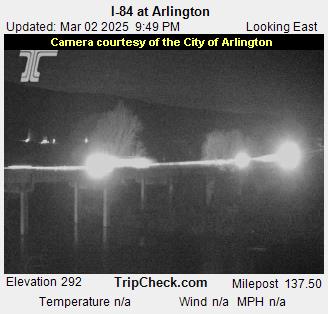 I-84 at Arlington
Updated: Mar 02 2025 9:49 PM Looking East
Camera courtesy of the City of Arlington
Elevation 292 TripCheck.com Milepost 137.50
Temperature n/a Wind n/a MPH n/a